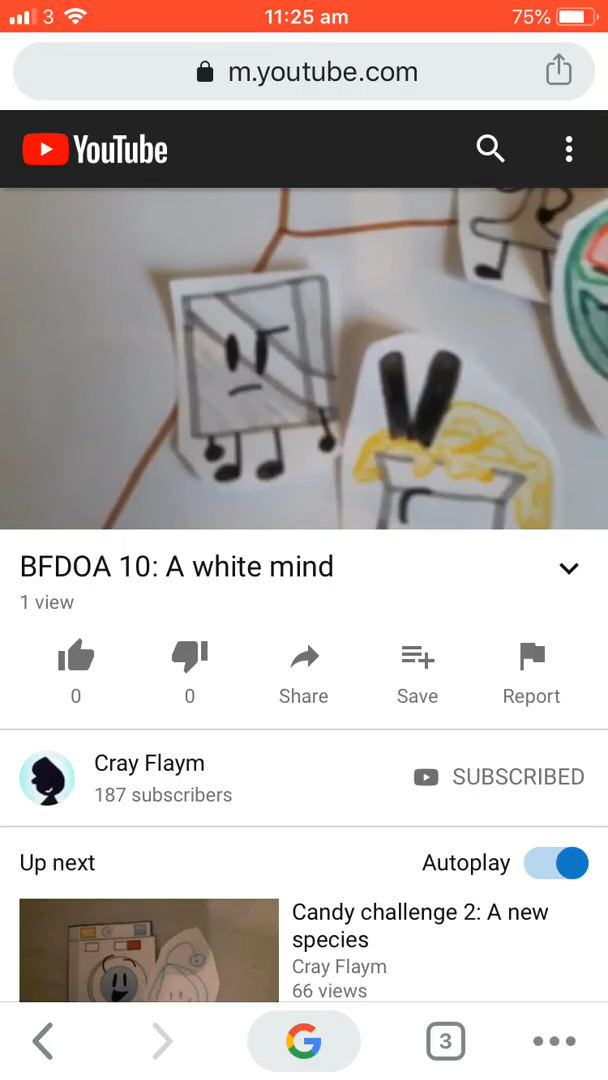 3 11:25 am 75%
m.youtube.com
YouTube
BFDOA 10: A white mind
1 view
0 0 Share Save Report
Cray Flaym
187 subscribers
SUBSCRIBED
Up next Autoplay
Candy challenge 2: A new
species
Cray Flaym
66 views
G 3